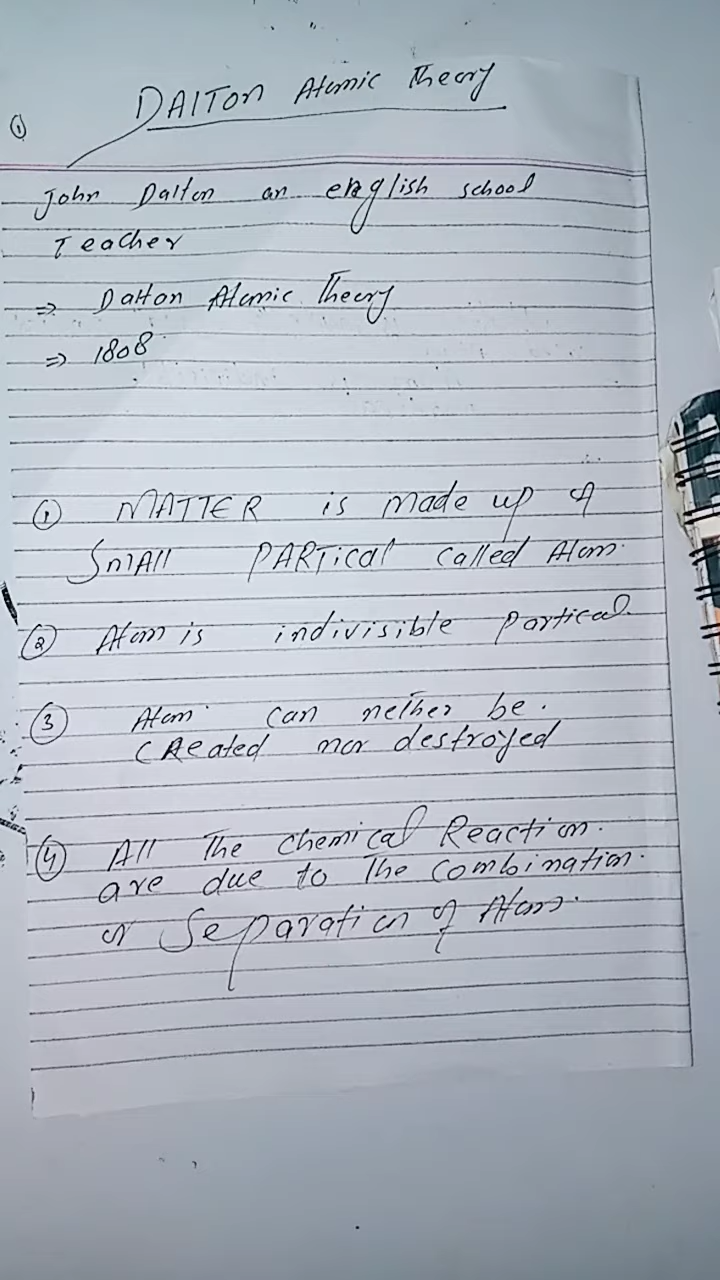 DALTON Atomic Theory
①
John Dalton an english school
Teacher
⇒ Dalton Atomic Theory
⇒ 1808
① MATTER is made up of
Small PARTical called Atom.
② Atom is indivisible Partical.
③ Atom can neither be.
CReated nor destroyed
④ All The Chemical Reaction.
are due to The Combination.
or Separation of Atoms.